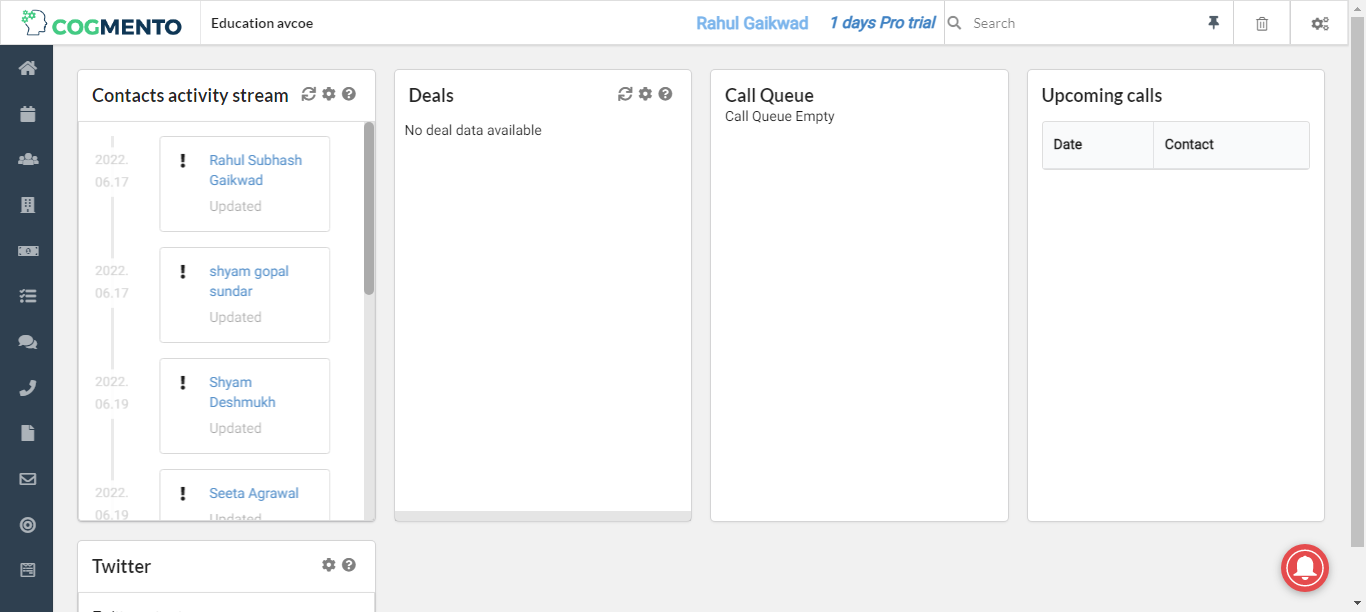 COGMENTO
Education avcoe
Rahul Gaikwad
1 days Pro trial
Search
Contacts activity stream
2022.
06.17
Rahul Subhash
Gaikwad
Updated
2022.
06.17
shyam gopal
sundar
Updated
2022.
06.19
Shyam
Deshmukh
Updated
2022.
06.19
Seeta Agrawal
Updated
Deals
No deal data available
Call Queue
Call Queue Empty
Upcoming calls
Date
Contact
Twitter